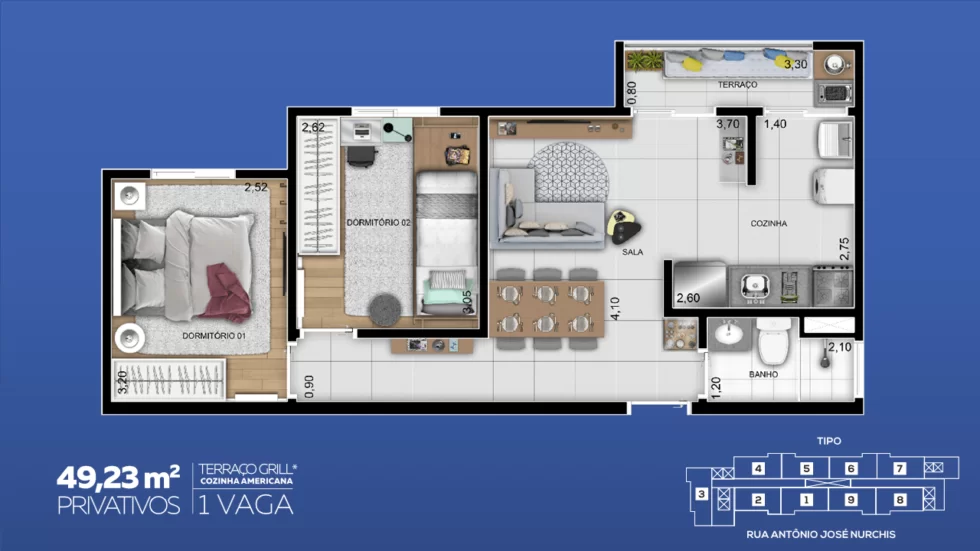 3,30
TERRAÇO
0,80
2,62
3,70
1,40
2,52
DORMITÓRIO 02
COZINHA
SALA
2,75
2,60
3,05
4,10
DORMITÓRIO 01
3,20
0,90
BANHO
1,20
2,10
49,23 m²
PRIVATIVOS
TERRAÇO GRILL®
COZINHA AMERICANA
1 VAGA
TIPO
4 5 6 7
3
2 1 9 8
RUA ANTÔNIO JOSÉ NURCHIS